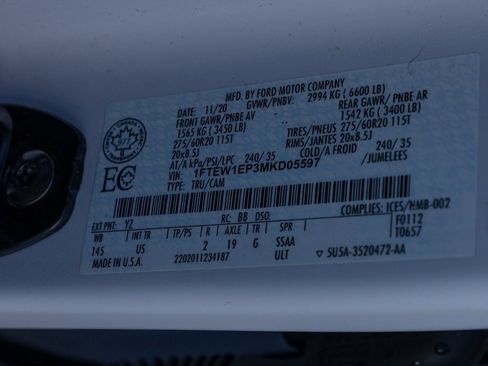 MFD. BY FORD MOTOR COMPANY
DATE: 11/20 GVWR/PNBV: 2994 KG ( 6600 LB)
FRONT GAWR/PNBE AV REAR GAWR/ PNBE AR
1565 KG ( 3450 LB) 1542 KG ( 3400 LB)
275/60R20 115T TIRES/PNEUS 275/60R20 115T
20x8.5J RIMS/JANTES 20x8.5J
AT/A kPa/PSI/LPC 240/ 35 COLD/A FROID 240/ 35
VIN: 1FTEW1EP3MKD05597 /JUMELEES
TYPE: TRU/CAM
CANADA
977
EC
COMPLIES: ICES/NMB-002
EXT PNT: YZ RC: BB DSO: F0112
WB INT TR TP/PS R AXLE TR SPR T0657
145 US 2 19 G SSAA
MADE IN U.S.A. 2202011234187 ULT 5U5A-3520472-AA